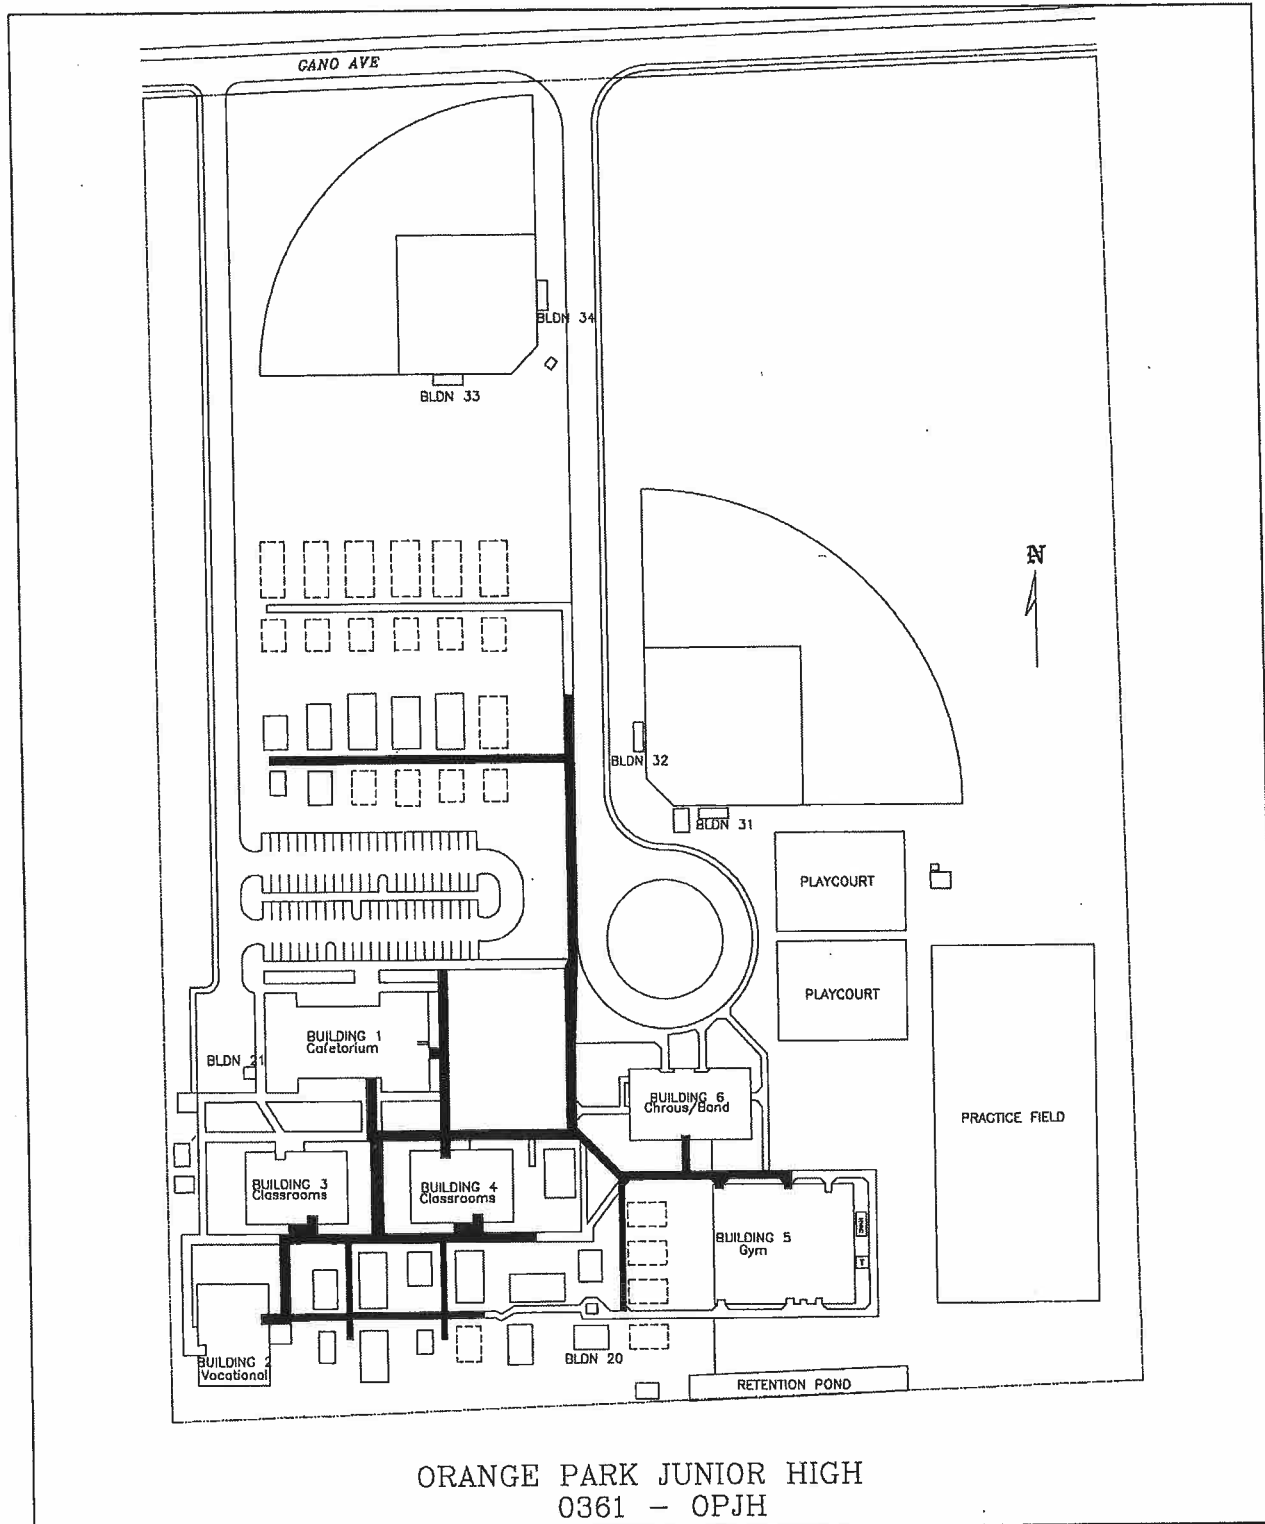 GANO AVE
BLDN 34
BLDN 33
N
BLDN 32
BLDN 31
PLAYCOURT
PLAYCOURT
BUILDING 1
Cafetorium
BLDN 21
BUILDING 6
Chrous/Band
PRACTICE FIELD
BUILDING 3
Classrooms
BUILDING 4
Classrooms
BUILDING 5
Gym
T
BUILDING 2
Vocational
BLDN 20
RETENTION POND
ORANGE PARK JUNIOR HIGH
0361 - OPJH